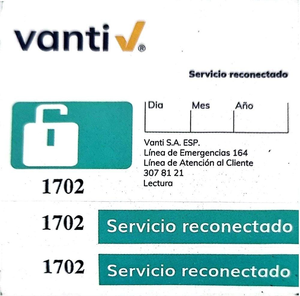 vanti ®
Servicio reconectado
Dia Mes Año
Vanti S.A. ESP.
Línea de Emergencias 164
Línea de Atención al Cliente
307 81 21
Lectura
1702
1702 Servicio reconectado
1702 Servicio reconectado